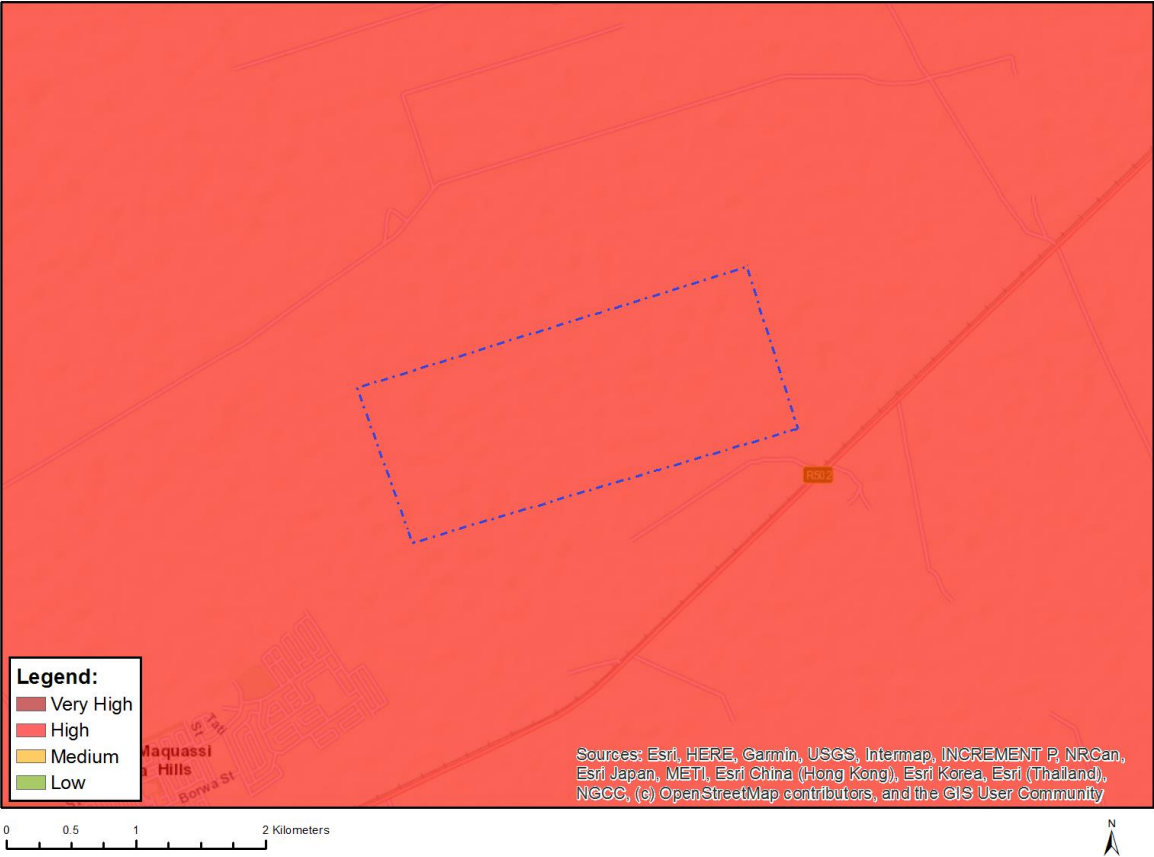 R502
Legend:
Very High
High
Medium
Low
Tati
St
Maquassi
a Hills
Borwa St
St
Sources: Esri, HERE, Garmin, USGS, Intermap, INCREMENT P, NRCan,
Esri Japan, METI, Esri China (Hong Kong), Esri Korea, Esri (Thailand),
NGCC, (c) OpenStreetMap contributors, and the GIS User Community
0 0.5 1 2 Kilometers
N